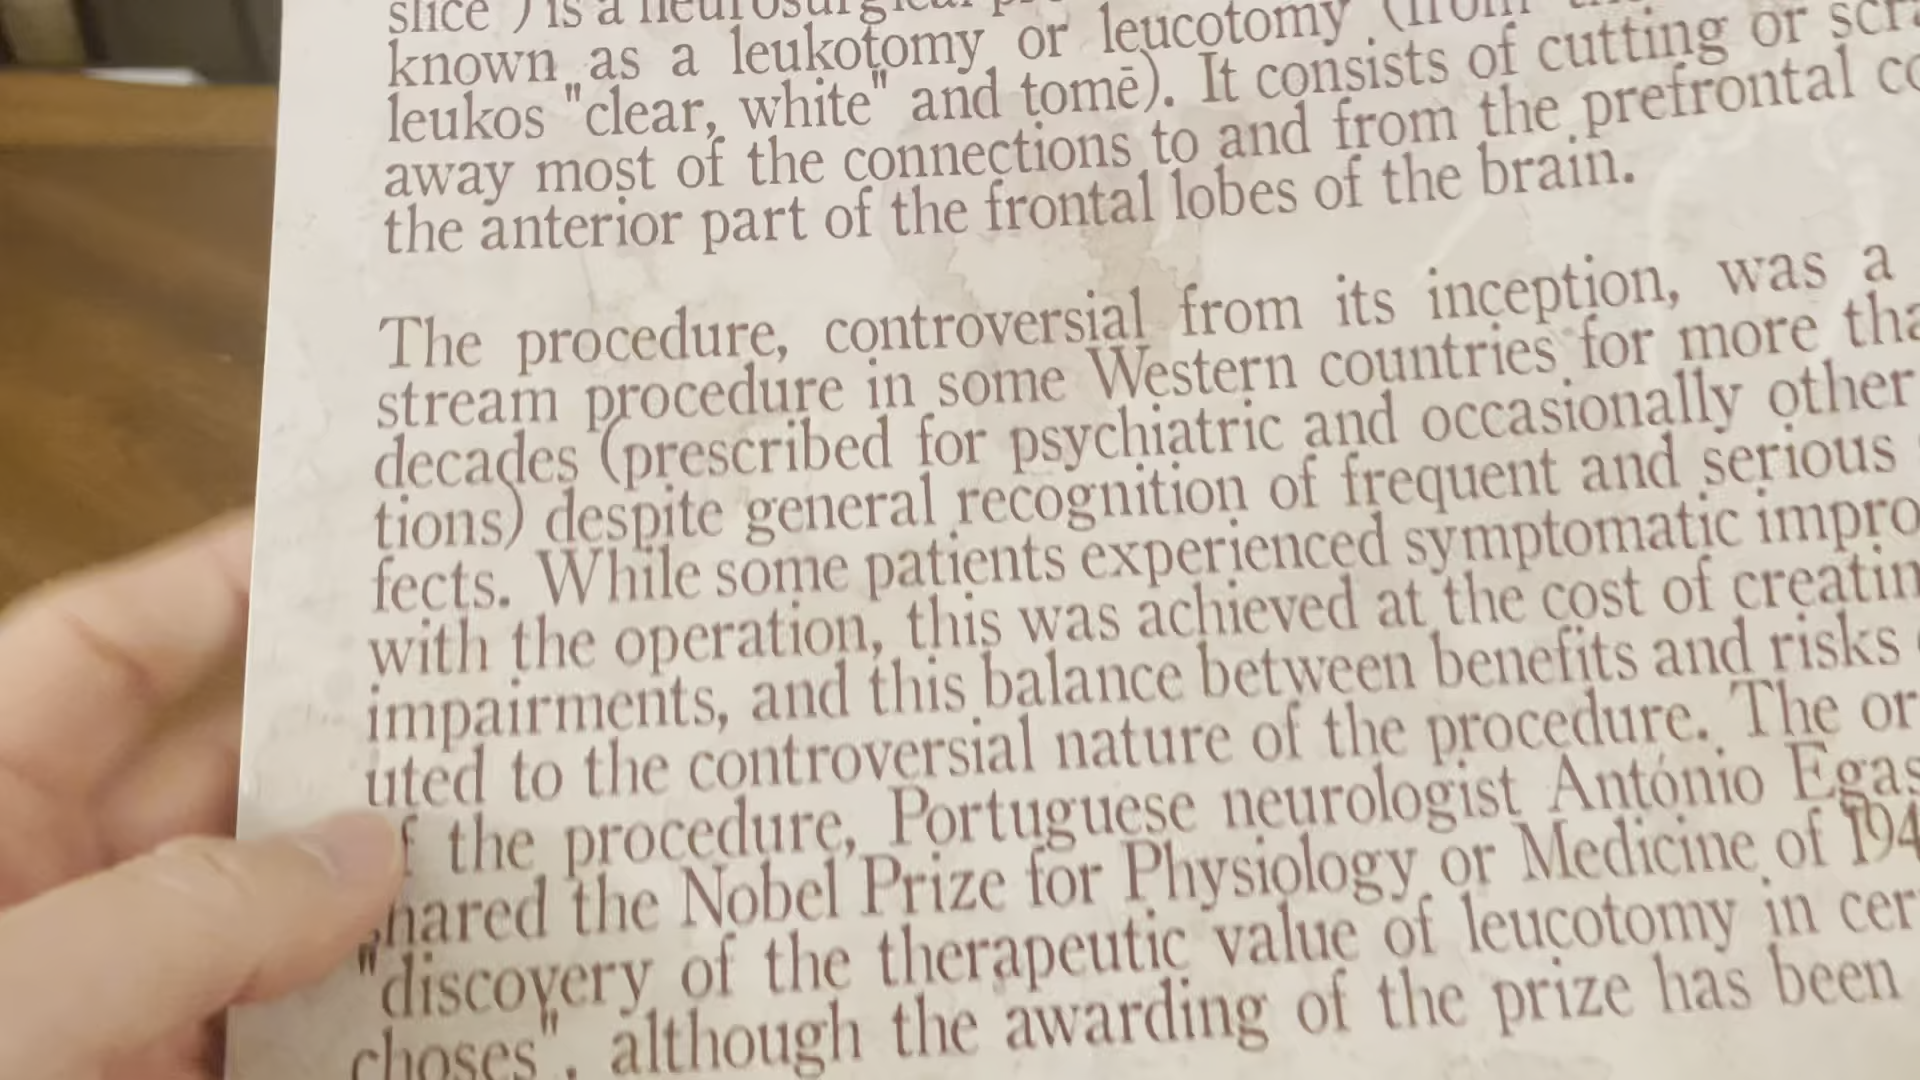 slice") is a neurosurgical
known as a leukotomy or leucotomy (from
leukos "clear, white" and tomē). It consists of cutting or
away most of the connections to and from the prefrontal
the anterior part of the frontal lobes of the brain.
The procedure, controversial from its inception, was a
stream procedure in some Western countries for more
decades (prescribed for psychiatric and occasionally other
tions) despite general recognition of frequent and serious
fects. While some patients experienced symptomatic impro
with the operation, this was achieved at the cost of creatin
impairments, and this balance between benefits and risks
uted to the controversial nature of the procedure. The or
f the procedure, Portuguese neurologist António Egas
hared the Nobel Prize for Physiology or Medicine of 194
"discovery of the therapeutic value of leucotomy in cer
choses", although the awarding of the prize has been